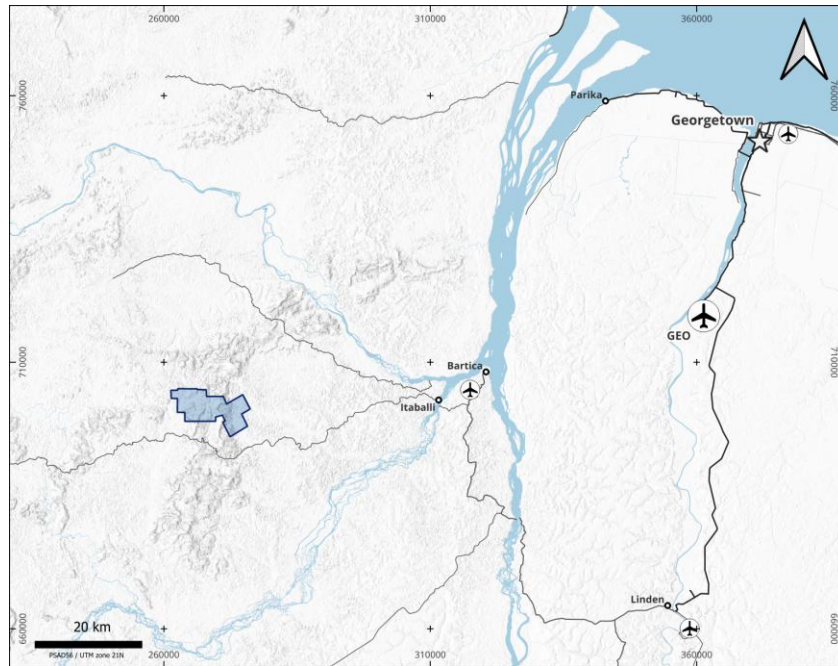 260000
310000
360000
760000
760000
Parika
Georgetown
GEO
710000
710000
Bartica
Itaballi
Linden
660000
660000
20 km
PSAD56 / UTM zone 21N
260000
310000
360000